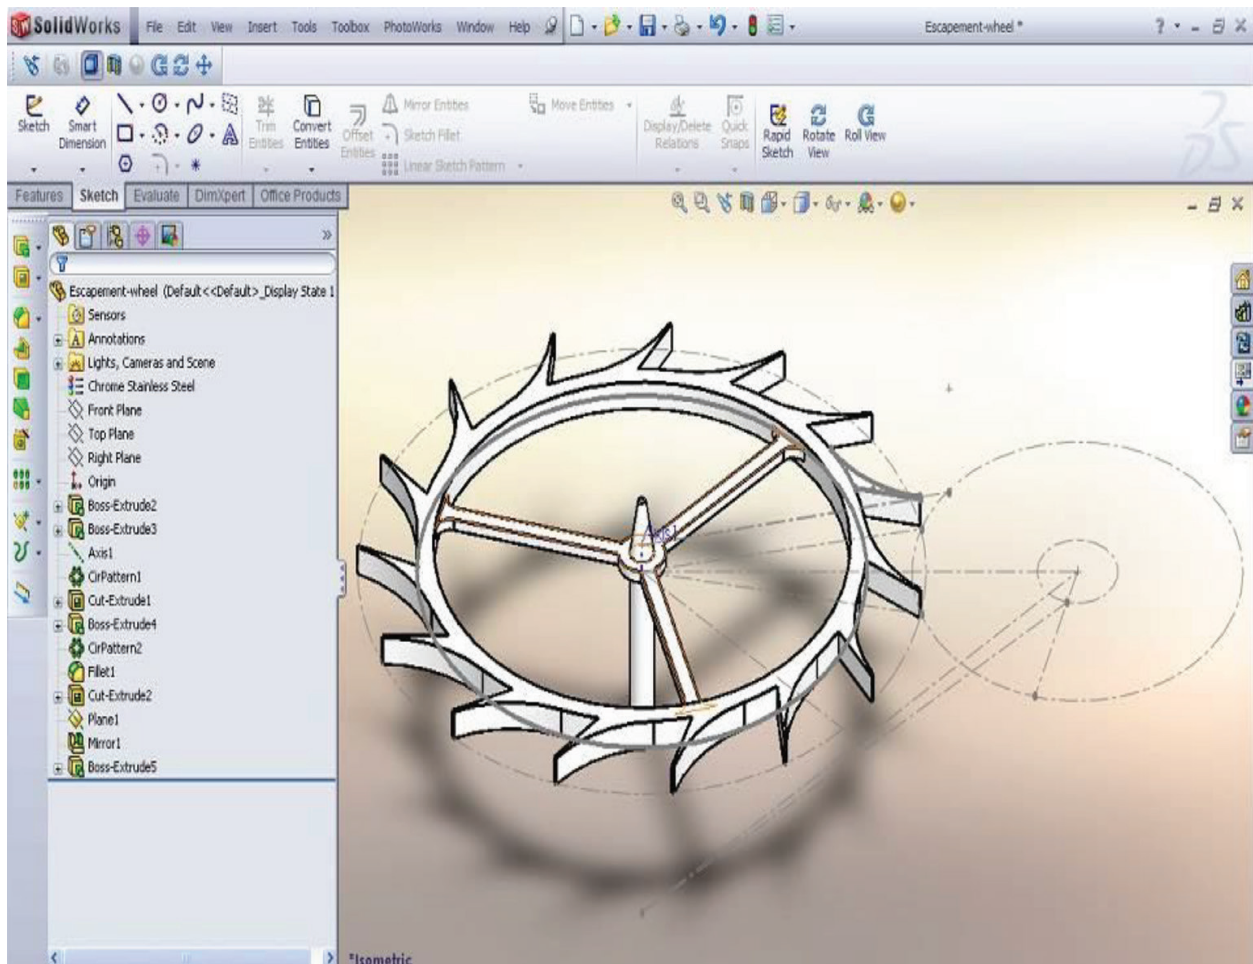 SolidWorks File Edit View Insert Tools Toolbox PhotoWorks Window Help Escapement-wheel * ?
Sketch Smart Dimension Trim Entities Convert Entities Offset Entities Mirror Entities Move Entities Display/Delete Relations Quick Snaps Rapid Sketch Rotate View Roll View
Sketch Fillet
Linear Sketch Pattern
Features Sketch Evaluate DimXpert Office Products
Escapement-wheel (Default<<Default>_Display State 1
Sensors
Annotations
Lights, Cameras and Scene
Chrome Stainless Steel
Front Plane
Top Plane
Right Plane
Origin
Boss-Extrude2
Boss-Extrude3
Axis1
CirPattern1
Cut-Extrude1
Boss-Extrude4
CirPattern2
Fillet1
Cut-Extrude2
Plane1
Mirror1
Boss-Extrude5
Axis1
*Isometric